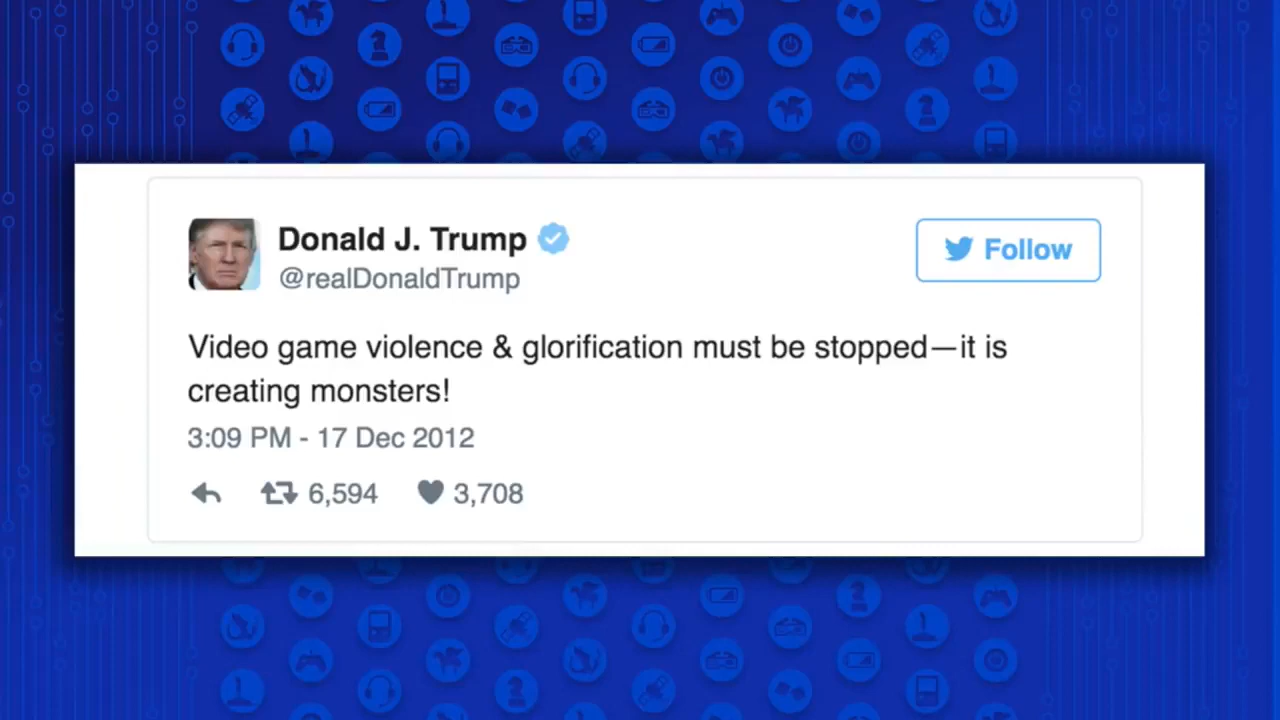 Donald J. Trump
@realDonaldTrump
Follow
Video game violence & glorification must be stopped—it is
creating monsters!
3:09 PM - 17 Dec 2012
6,594 3,708